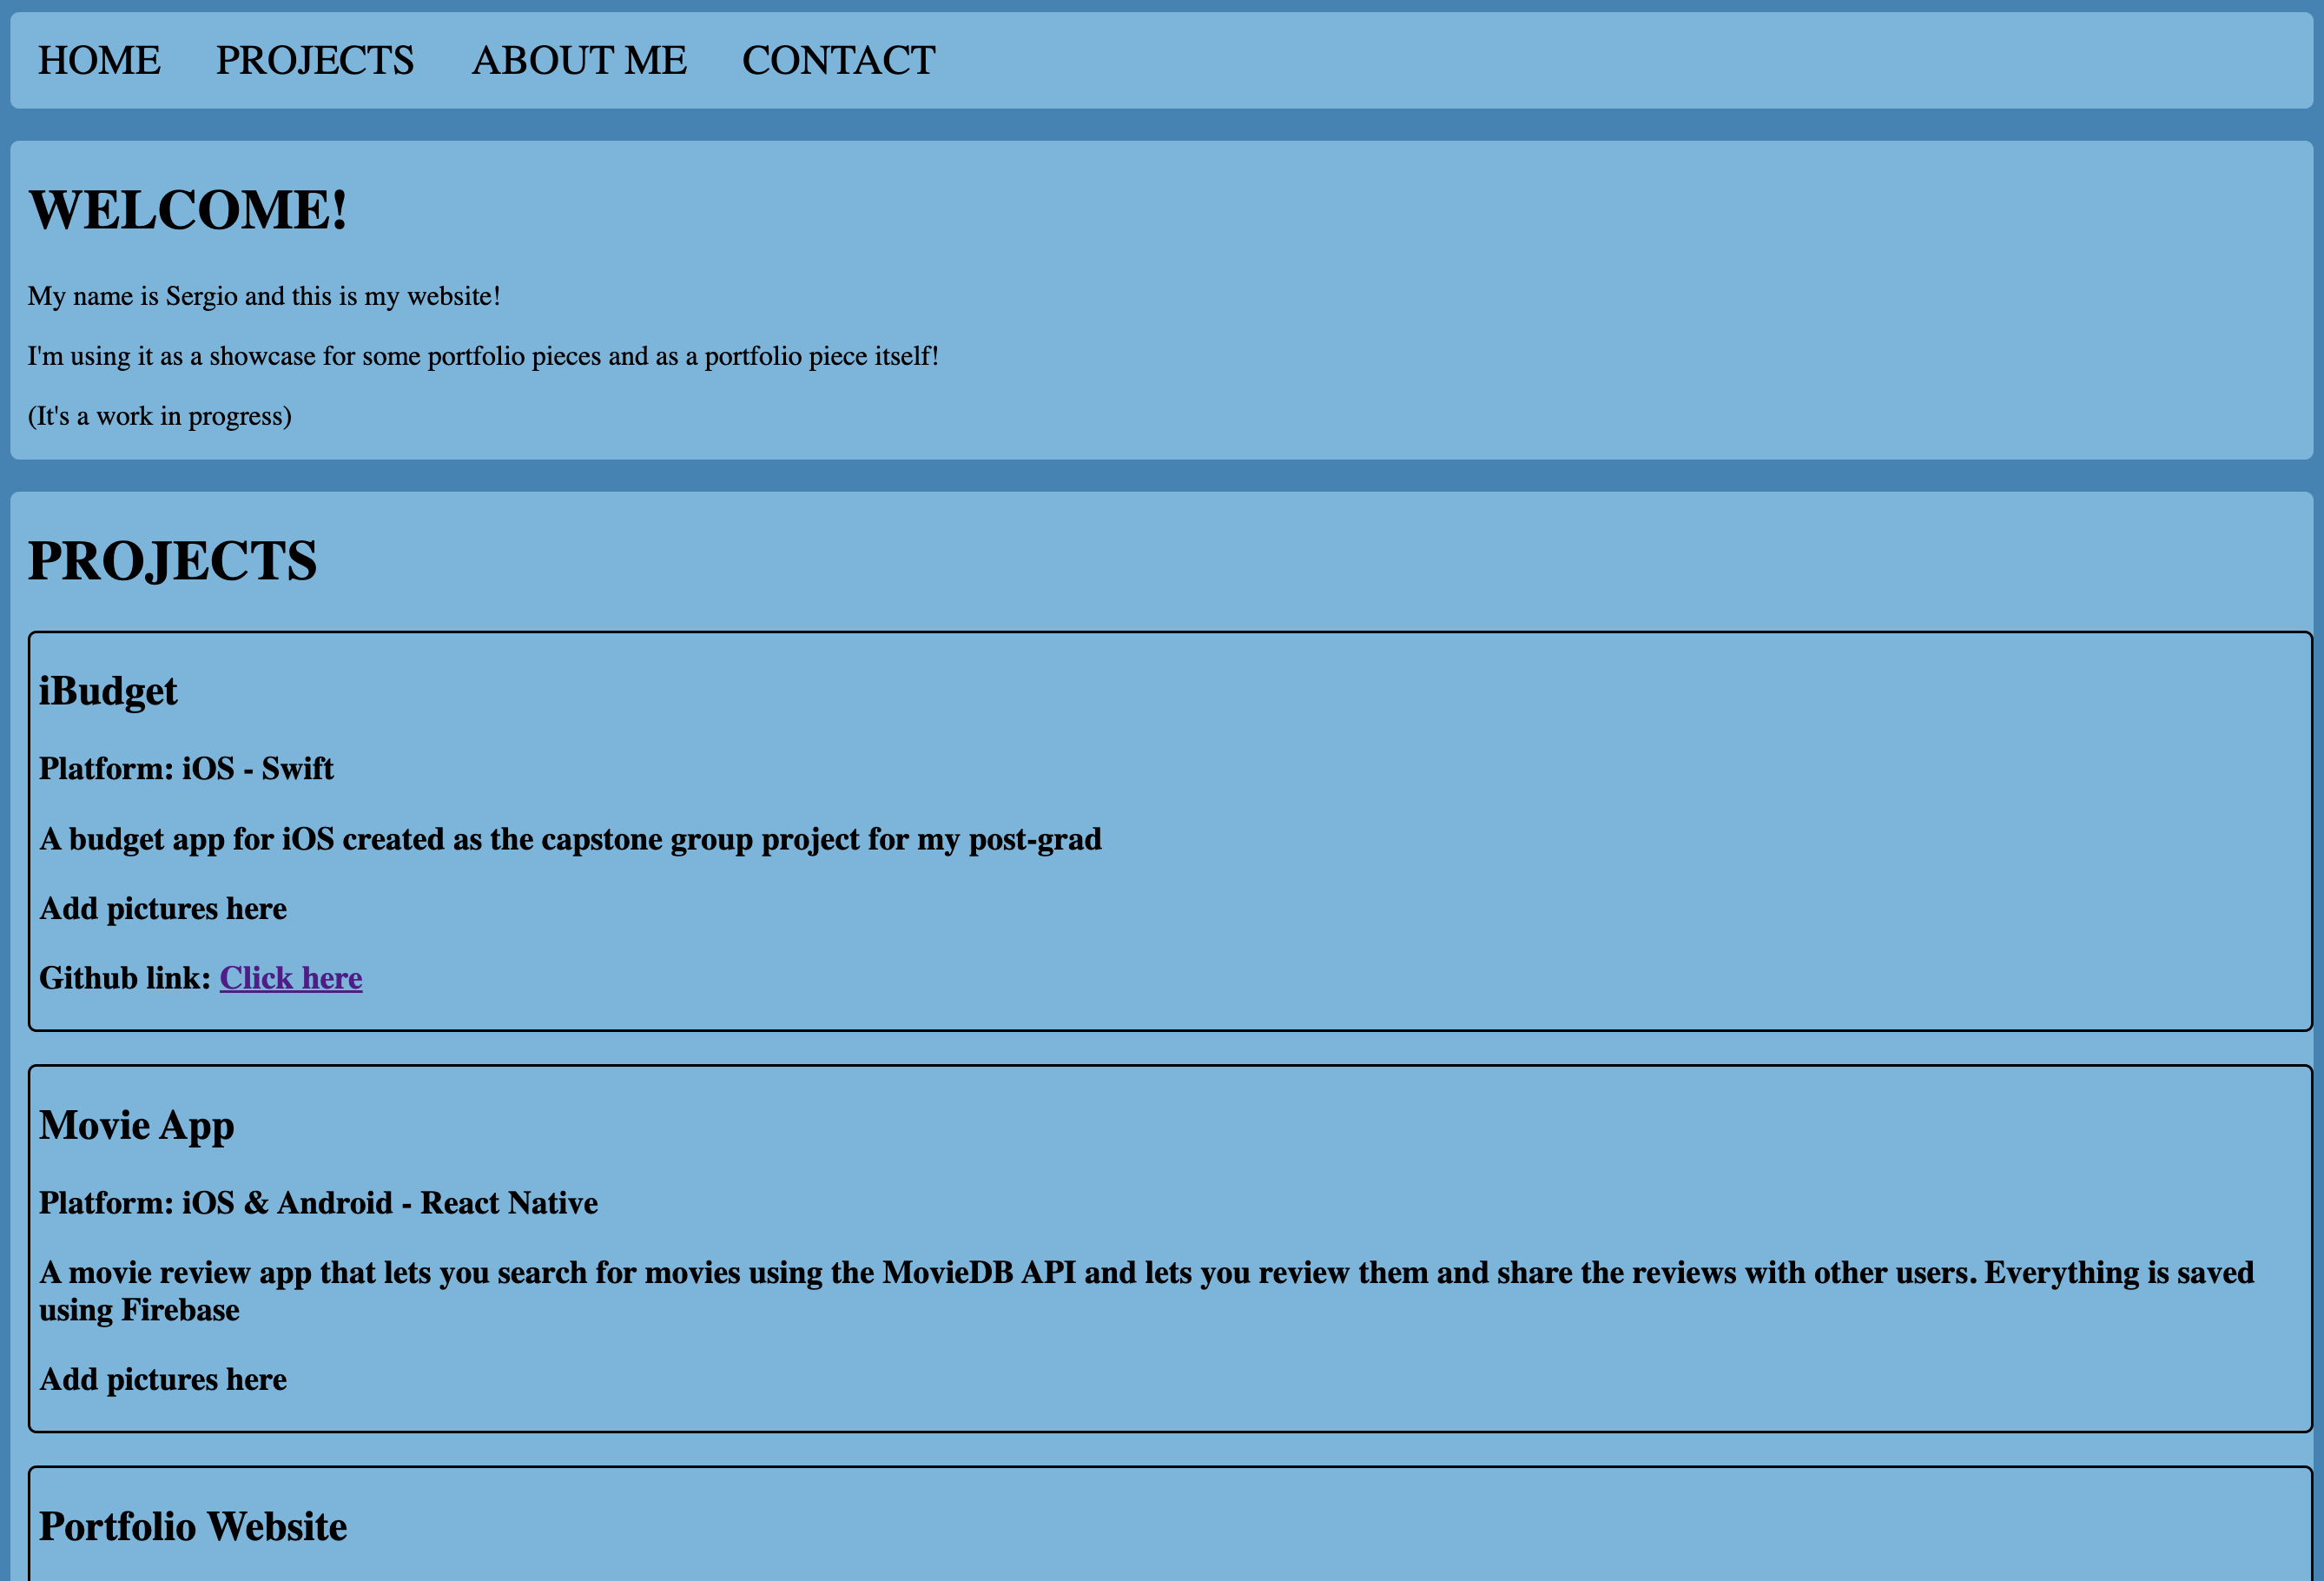 HOME PROJECTS ABOUT ME CONTACT
WELCOME!
My name is Sergio and this is my website!
I'm using it as a showcase for some portfolio pieces and as a portfolio piece itself!
(It's a work in progress)
PROJECTS
iBudget
Platform: iOS - Swift
A budget app for iOS created as the capstone group project for my post-grad
Add pictures here
Github link: Click here
Movie App
Platform: iOS & Android - React Native
A movie review app that lets you search for movies using the MovieDB API and lets you review them and share the reviews with other users. Everything is saved
using Firebase
Add pictures here
Portfolio Website